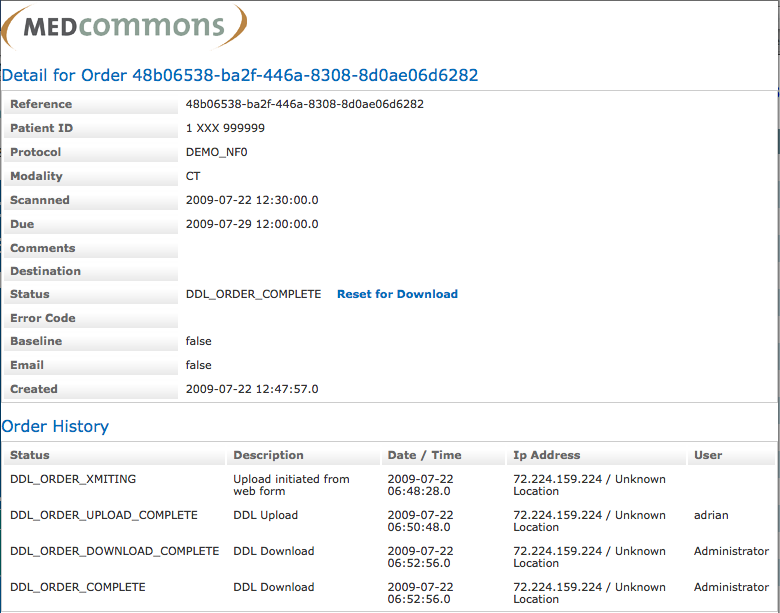 MEDcommons
Detail for Order 48b06538-ba2f-446a-8308-8d0ae06d6282
Reference 48b06538-ba2f-446a-8308-8d0ae06d6282
Patient ID 1 XXX 999999
Protocol DEMO_NF0
Modality CT
Scannned 2009-07-22 12:30:00.0
Due 2009-07-29 12:00:00.0
Comments
Destination
Status DDL_ORDER_COMPLETE Reset for Download
Error Code
Baseline false
Email false
Created 2009-07-22 12:47:57.0
Order History
Status Description Date / Time Ip Address User
DDL_ORDER_XMITING Upload initiated from 2009-07-22 72.224.159.224 / Unknown
web form 06:48:28.0 Location
DDL_ORDER_UPLOAD_COMPLETE DDL Upload 2009-07-22 72.224.159.224 / Unknown adrian
06:50:48.0 Location
DDL_ORDER_DOWNLOAD_COMPLETE DDL Download 2009-07-22 72.224.159.224 / Unknown Administrator
06:52:56.0 Location
DDL_ORDER_COMPLETE DDL Download 2009-07-22 72.224.159.224 / Unknown Administrator
06:52:56.0 Location